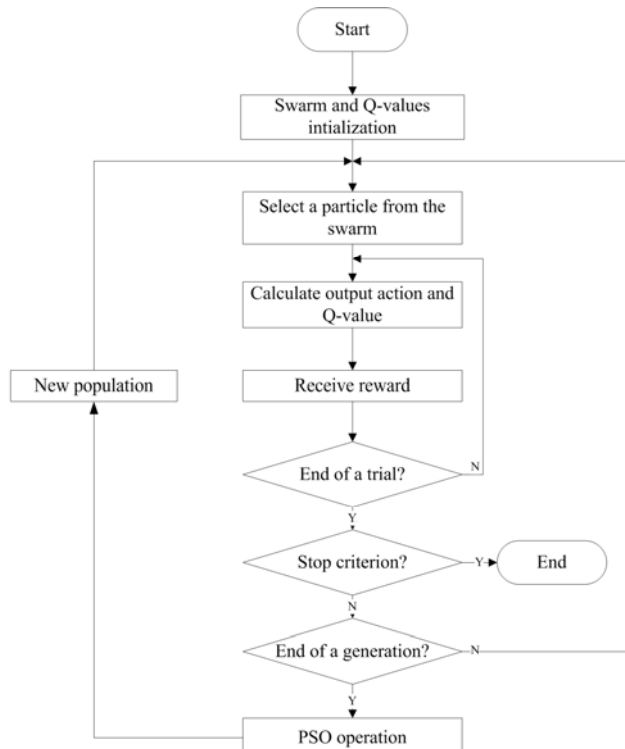 Start
Swarm and Q-values
intialization
Select a particle from the
swarm
Calculate output action and
Q-value
New population
Receive reward
End of a trial?
N
Y
Stop criterion?
Y
End
N
End of a generation?
N
Y
PSO operation